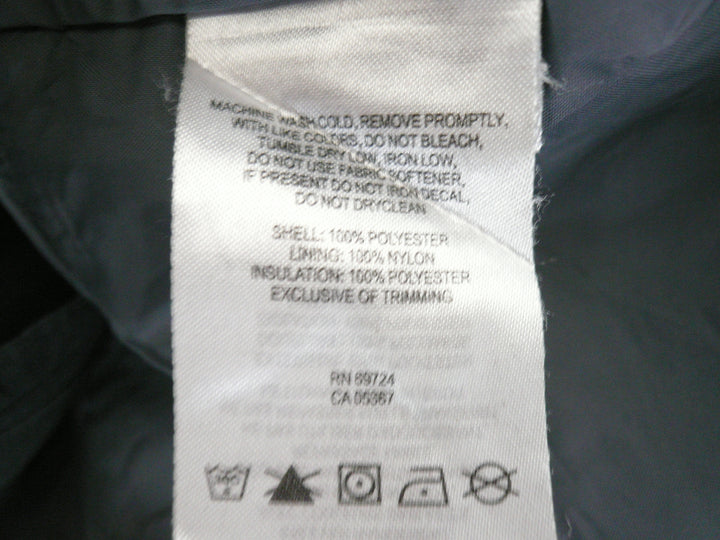 MACHINE WASH COLD, REMOVE PROMPTLY,
WITH LIKE COLORS, DO NOT BLEACH,
TUMBLE DRY LOW, IRON LOW,
DO NOT USE FABRIC SOFTENER,
IF PRESENT DO NOT IRON DECAL,
DO NOT DRYCLEAN
SHELL: 100% POLYESTER
LINING: 100% NYLON
INSULATION: 100% POLYESTER
EXCLUSIVE OF TRIMMING
RN 69724
CA 05367